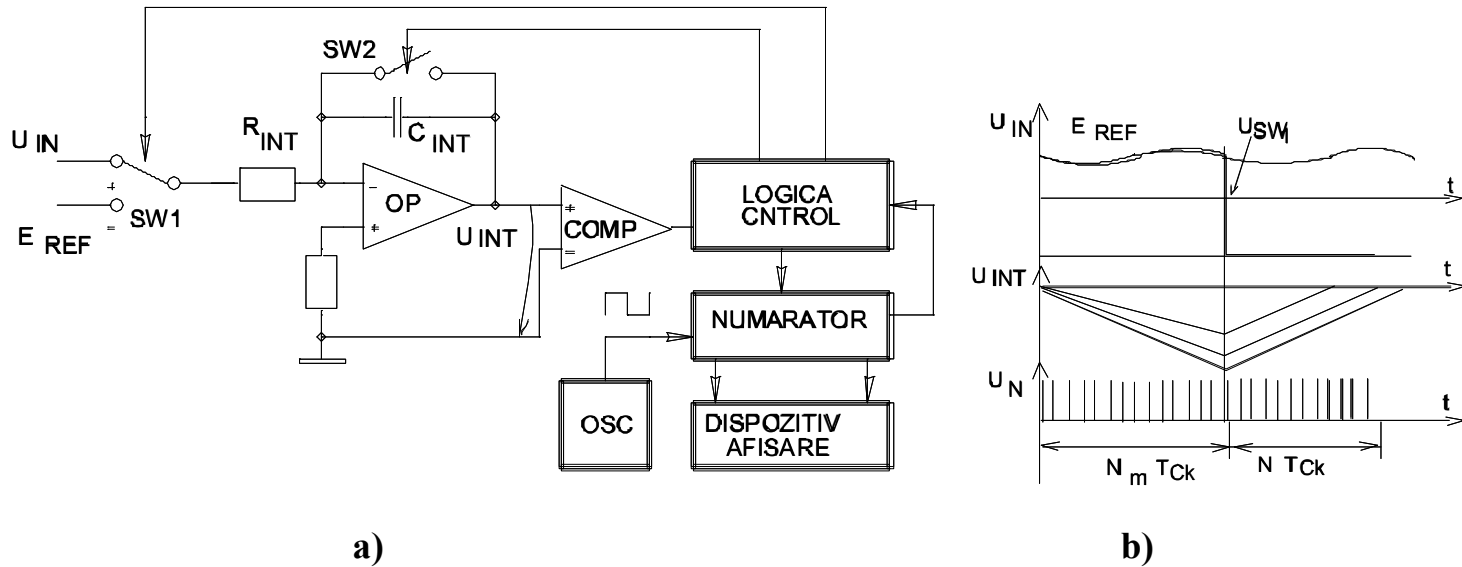 SW2
R INT
C INT
U IN
+
SW1
E REF
=
-
OP
+
U INT
+
COMP
=
LOGICA
CNTROL
NUMARATOR
OSC
DISPOZITIV
AFISARE
a)
U IN
E REF
U SW1
t
U INT
t
U N
t
N m T Ck
N T Ck
b)